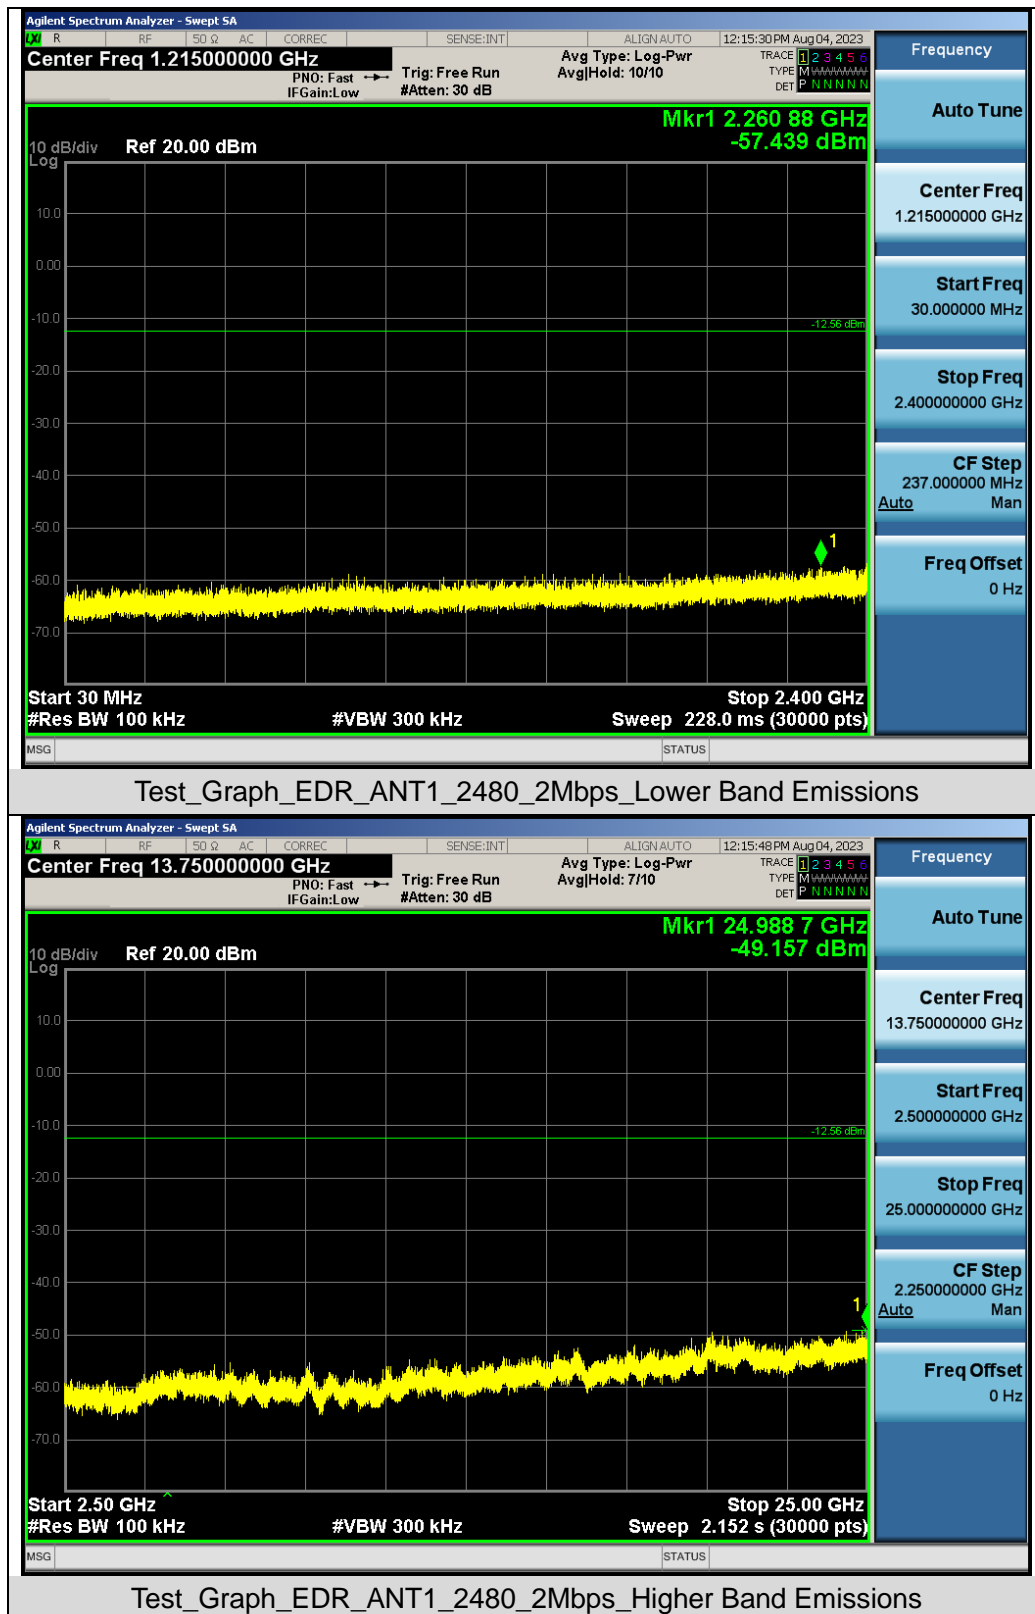 Agilent Spectrum Analyzer - Swept SA
LXI R RF 50 Ω AC CORREC SENSE:INT ALIGN AUTO 12:15:30 PM Aug 04, 2023
Center Freq 1.215000000 GHz
PNO: Fast
IFGain:Low
Trig: Free Run
#Atten: 30 dB
Avg Type: Log-Pwr
Avg|Hold: 10/10
TRACE 1 2 3 4 5 6
TYPE M
DET P N N N N N
Mkr1 2.260 88 GHz
-57.439 dBm
10 dB/div Ref 20.00 dBm
Log
10.0
0.00
-10.0
-12.56 dBm
-20.0
-30.0
-40.0
-50.0
1
-60.0
-70.0
Start 30 MHz Stop 2.400 GHz
#Res BW 100 kHz #VBW 300 kHz Sweep 228.0 ms (30000 pts)
MSG STATUS
Frequency
Auto Tune
Center Freq
1.215000000 GHz
Start Freq
30.000000 MHz
Stop Freq
2.400000000 GHz
CF Step
237.000000 MHz
Auto Man
Freq Offset
0 Hz
Test_Graph_EDR_ANT1_2480_2Mbps_Lower Band Emissions
Agilent Spectrum Analyzer - Swept SA
LXI R RF 50 Ω AC CORREC SENSE:INT ALIGN AUTO 12:15:48 PM Aug 04, 2023
Center Freq 13.750000000 GHz
PNO: Fast
IFGain:Low
Trig: Free Run
#Atten: 30 dB
Avg Type: Log-Pwr
Avg|Hold: 7/10
TRACE 1 2 3 4 5 6
TYPE M
DET P N N N N N
Mkr1 24.988 7 GHz
-49.157 dBm
10 dB/div Ref 20.00 dBm
Log
10.0
0.00
-10.0
-12.56 dBm
-20.0
-30.0
-40.0
1
-50.0
-60.0
-70.0
Start 2.50 GHz Stop 25.00 GHz
#Res BW 100 kHz #VBW 300 kHz Sweep 2.152 s (30000 pts)
MSG STATUS
Frequency
Auto Tune
Center Freq
13.750000000 GHz
Start Freq
2.500000000 GHz
Stop Freq
25.000000000 GHz
CF Step
2.250000000 GHz
Auto Man
Freq Offset
0 Hz
Test_Graph_EDR_ANT1_2480_2Mbps_Higher Band Emissions